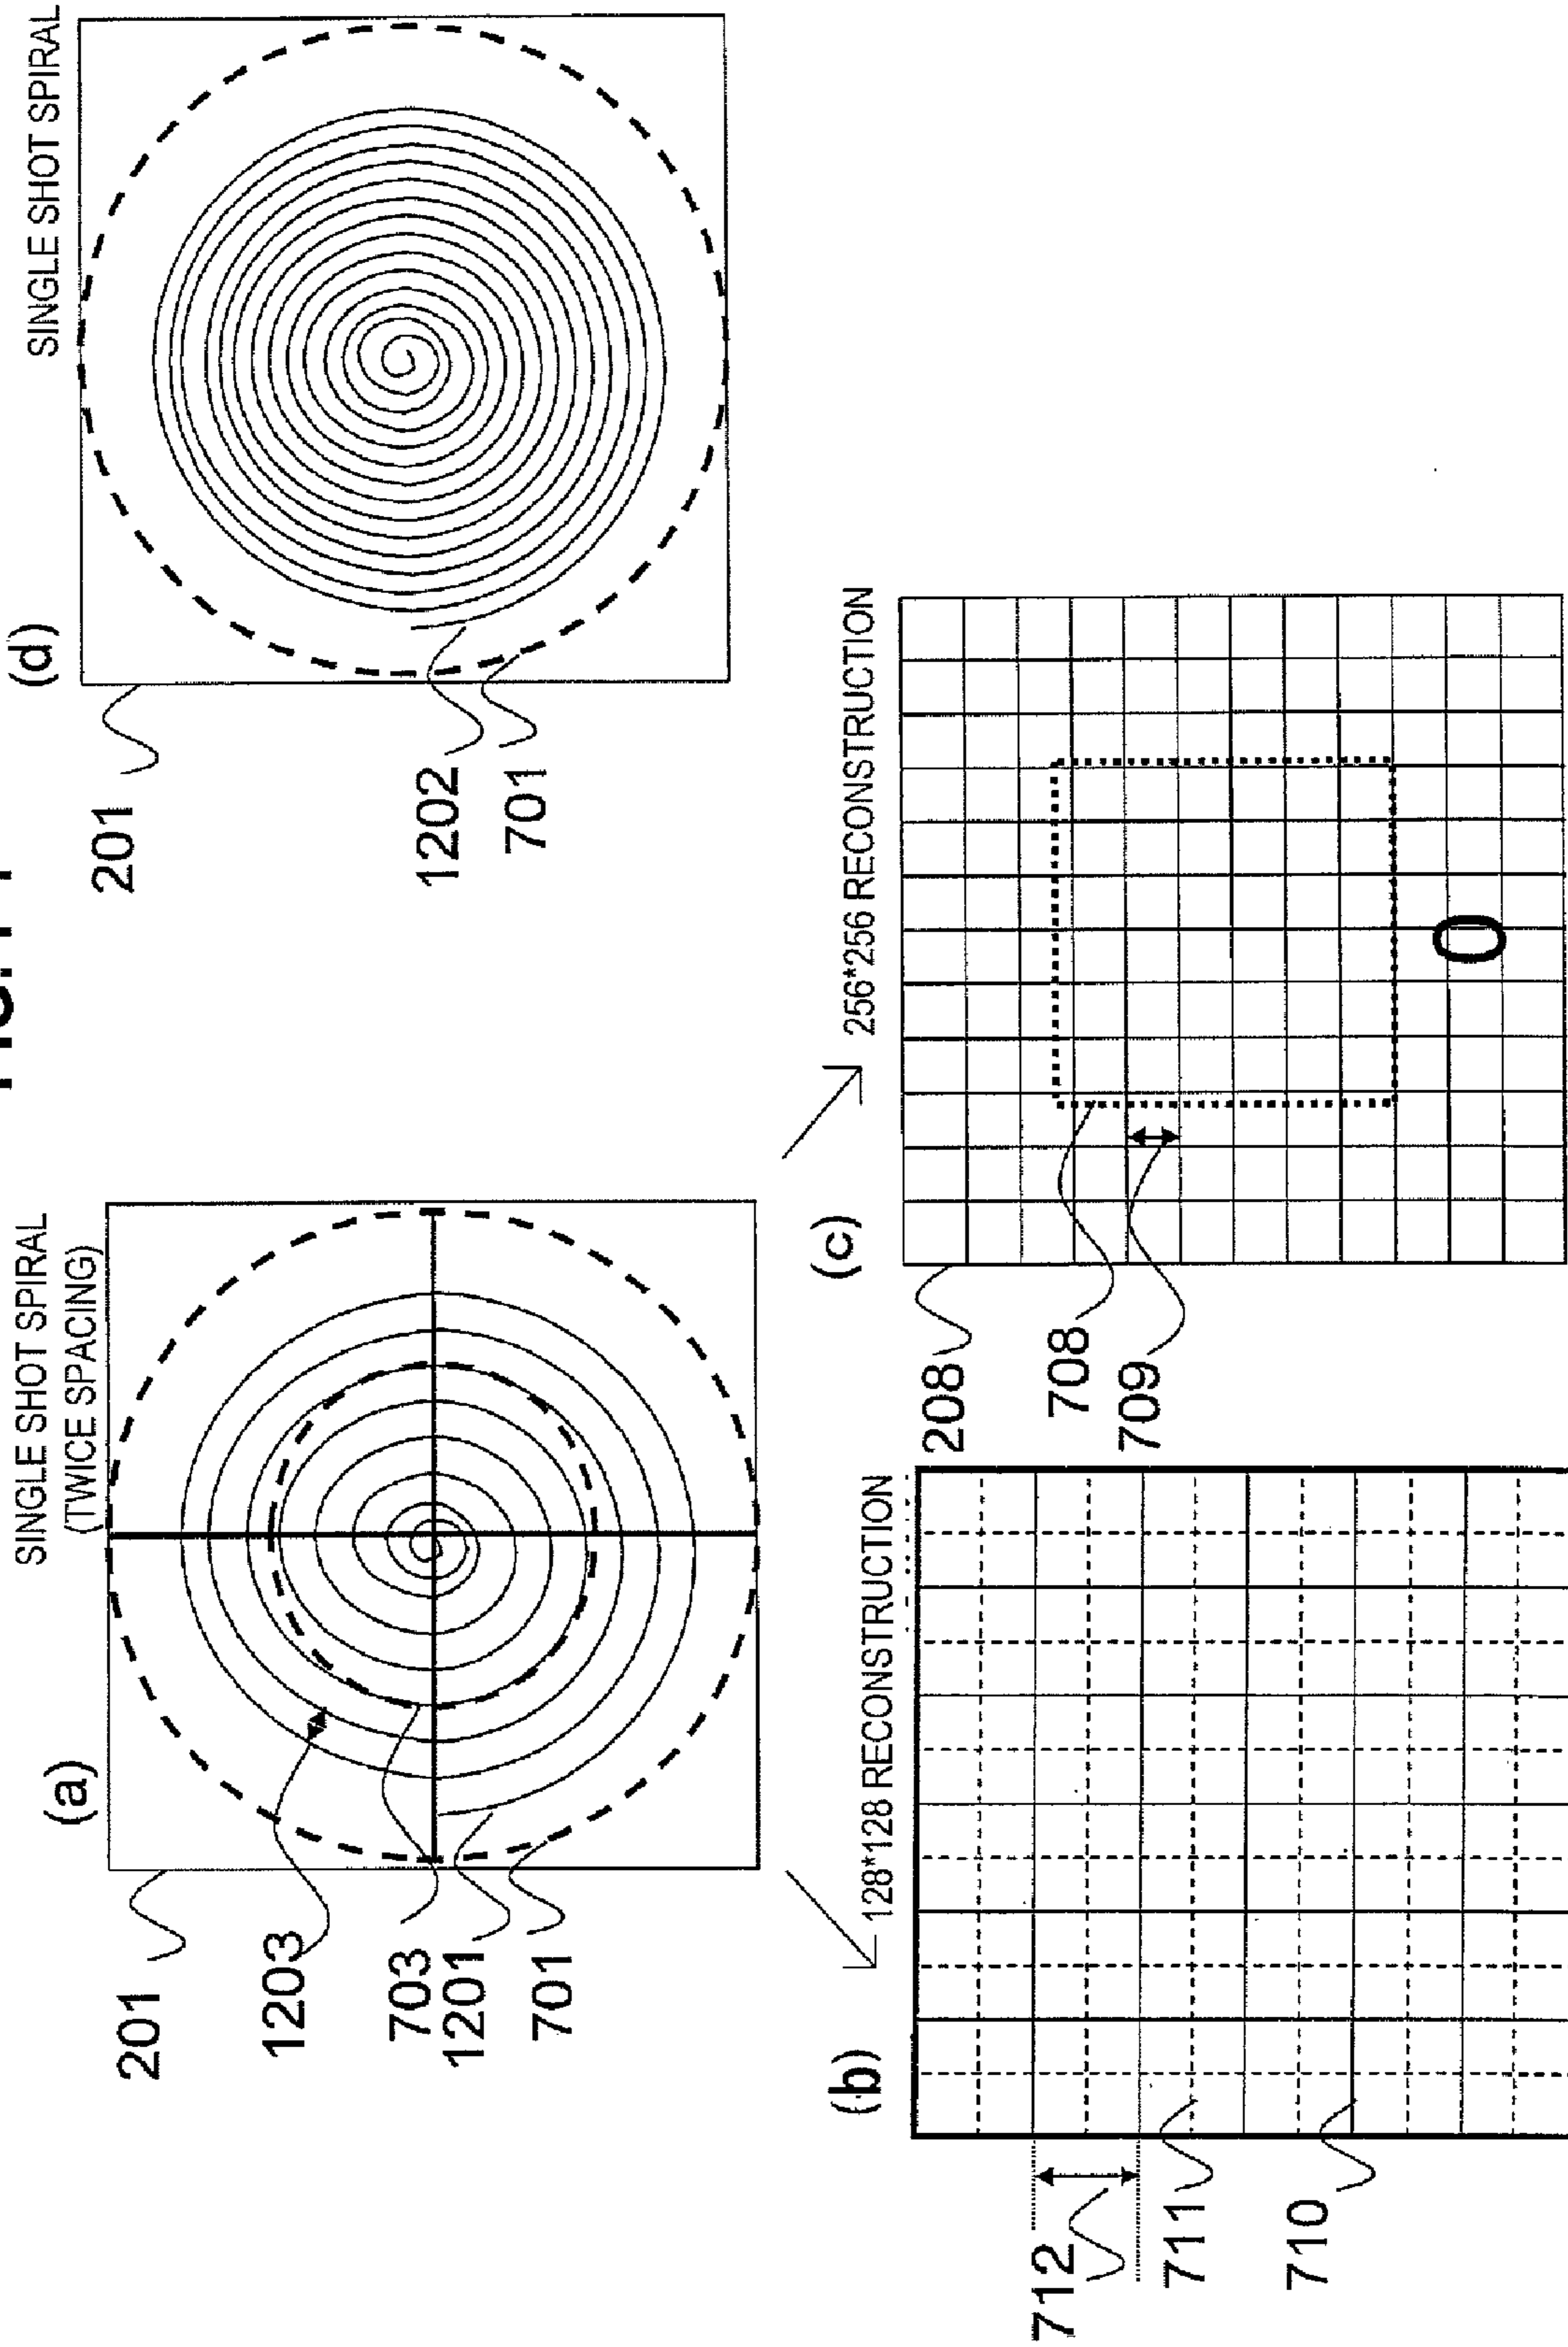 (a)
SINGLE SHOT SPIRAL
(TWICE SPACING)
201
1203
703
1201
701
(d)
SINGLE SHOT SPIRAL
201
1202
701
(b)
128*128 RECONSTRUCTION
712
711
710
(c)
256*256 RECONSTRUCTION
208
708
709
0